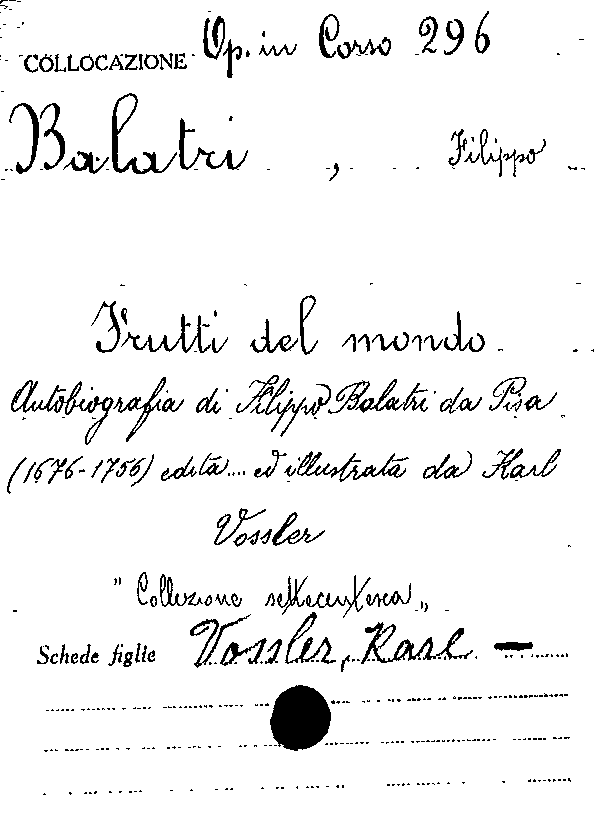 COLLOCAZIONE Op. in Corso 296
Balatri, Filippo
Frutti del mondo.
Autobiografia di Filippo Balatri da Pisa
(1676-1756) edita.... ed illustrata da Karl
Vossler
"Collezione settecentesca"
Schede figlie Vossler, Karl —